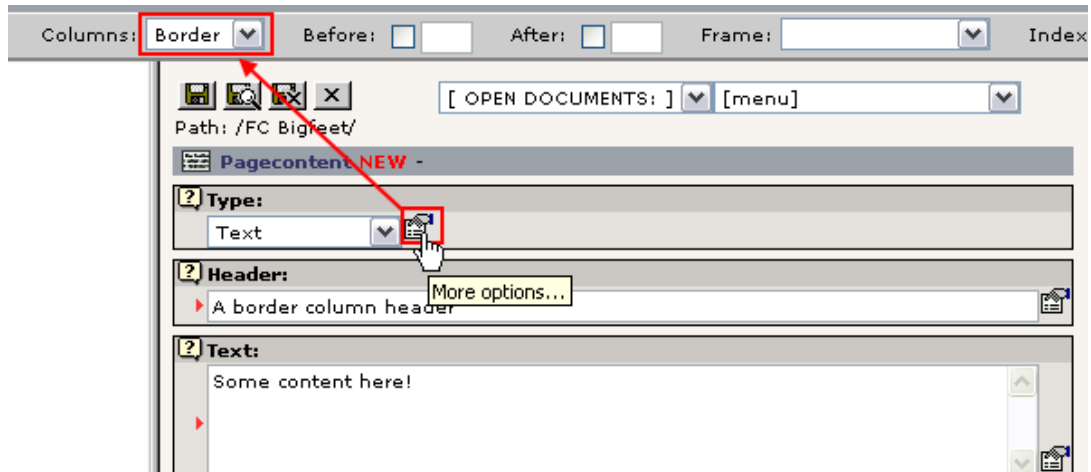 Columns: Border Before: After: Frame: Index
[ OPEN DOCUMENTS: ] [menu]
Path: /FC Bigfeet/
Pagecontent NEW -
Type:
Text
More options...
Header:
A border column header
Text:
Some content here!